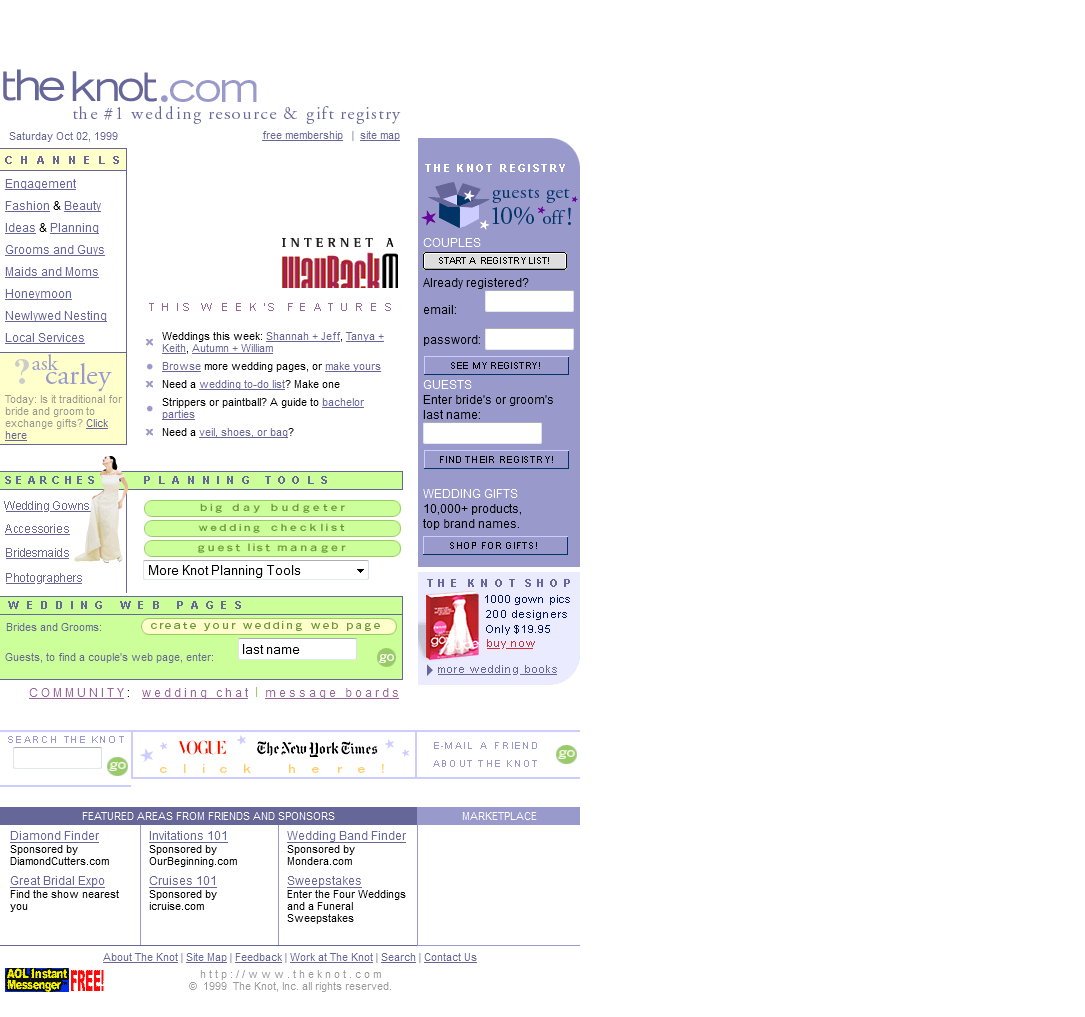 the knot.com
the #1 wedding resource & gift registry
Saturday Oct 02, 1999
free membership | site map
CHANNELS
Engagement
Fashion & Beauty
Ideas & Planning
Grooms and Guys
Maids and Moms
Honeymoon
Newlywed Nesting
Local Services
? ask
carley
Today: Is it traditional for
bride and groom to
exchange gifts? Click
here
INTERNET A
THIS WEEK'S FEATURES
Weddings this week: Shannah + Jeff, Tanya +
Keith, Autumn + William
Browse more wedding pages, or make yours
Need a wedding to-do list? Make one
Strippers or paintball? A guide to bachelor
parties
Need a veil, shoes, or bag?
THE KNOT REGISTRY
guests get
10% off!
COUPLES
START A REGISTRY LIST!
Already registered?
email:
password:
SEE MY REGISTRY!
GUESTS
Enter bride's or groom's
last name:
FIND THEIR REGISTRY!
WEDDING GIFTS
10,000+ products,
top brand names.
SHOP FOR GIFTS!
SEARCHES
Wedding Gowns
Accessories
Bridesmaids
Photographers
PLANNING TOOLS
big day budgeter
wedding checklist
guest list manager
More Knot Planning Tools
THE KNOT SHOP
1000 gown pics
200 designers
Only $19.95
buy now
more wedding books
WEDDING WEB PAGES
Brides and Grooms:
create your wedding web page
Guests, to find a couple's web page, enter:
last name
go
COMMUNITY: wedding chat | message boards
SEARCH THE KNOT
go
VOGUE The New York Times
click here!
E-MAIL A FRIEND
ABOUT THE KNOT
go
FEATURED AREAS FROM FRIENDS AND SPONSORS
MARKETPLACE
Diamond Finder
Sponsored by
DiamondCutters.com
Great Bridal Expo
Find the show nearest
you
Invitations 101
Sponsored by
OurBeginning.com
Cruises 101
Sponsored by
icruise.com
Wedding Band Finder
Sponsored by
Mondera.com
Sweepstakes
Enter the Four Weddings
and a Funeral
Sweepstakes
About The Knot | Site Map | Feedback | Work at The Knot | Search | Contact Us
AOL Instant
Messenger FREE!
http://www.theknot.com
© 1999 The Knot, Inc. all rights reserved.